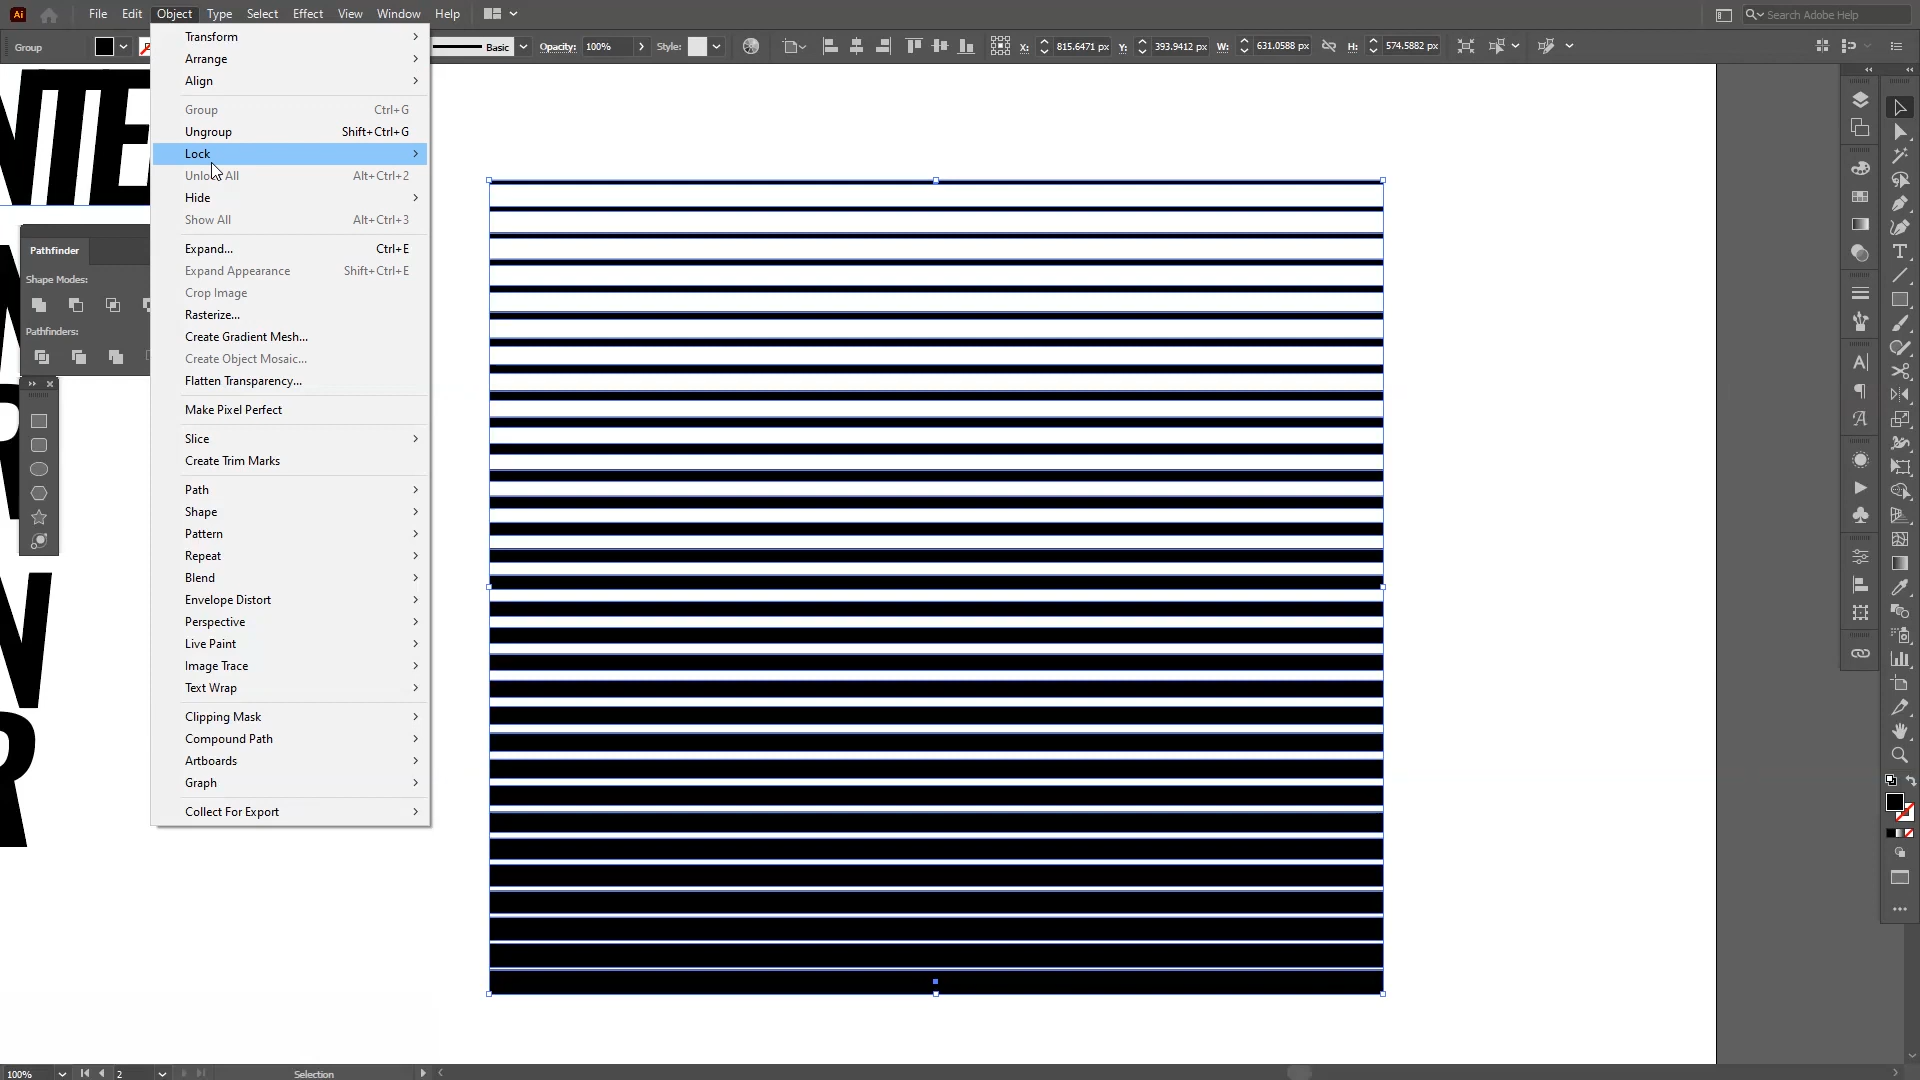 Ai File Edit Object Type Select Effect View Window Help Search Adobe Help
Group Basic Opacity: 100% Style: X: 815.6471 px Y: 393.9412 px W: 631.0588 px H: 574.5882 px
Transform
Arrange
Align
Group Ctrl+G
Ungroup Shift+Ctrl+G
Lock
Unlock All Alt+Ctrl+2
Hide
Show All Alt+Ctrl+3
Expand... Ctrl+E
Expand Appearance Shift+Ctrl+E
Crop Image
Rasterize...
Create Gradient Mesh...
Create Object Mosaic...
Flatten Transparency...
Make Pixel Perfect
Slice
Create Trim Marks
Path
Shape
Pattern
Repeat
Blend
Envelope Distort
Perspective
Live Paint
Image Trace
Text Wrap
Clipping Mask
Compound Path
Artboards
Graph
Collect For Export
Pathfinder
Shape Modes:
Pathfinders:
NTE
N
R
N
R
100% 2 Selection